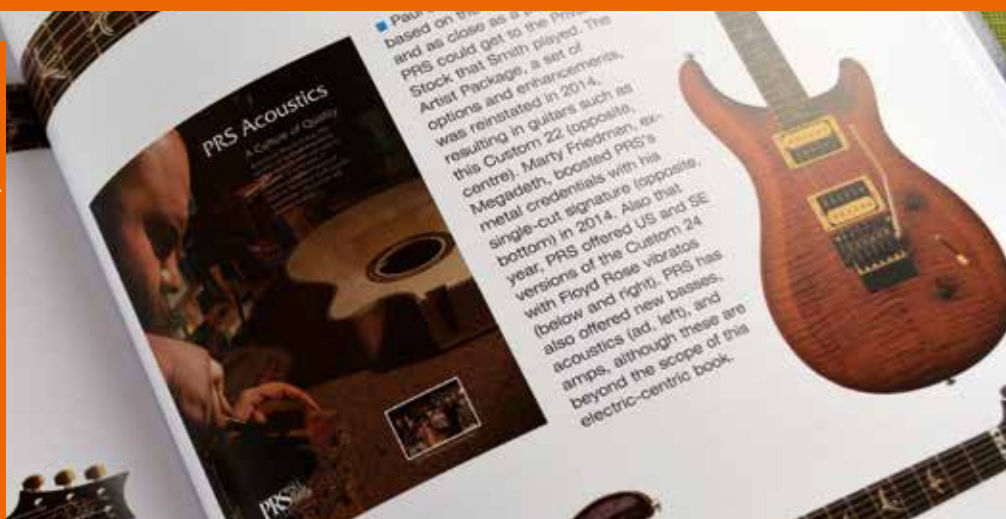 PRS Acoustics
A Culture of Quality
PRS
■ Paul
based on the
and as close as a
PRS could get to the Private
Stock that Smith played. The
Artist Package, a set of
options and enhancements,
was reinstated in 2014,
resulting in guitars such as
this Custom 22 (opposite,
centre). Marty Friedman, ex-
Megadeth, boosted PRS's
metal credentials with his
single-cut signature (opposite,
bottom) in 2014. Also that
year, PRS offered US and SE
versions of the Custom 24
with Floyd Rose vibratos
(below and right). PRS has
also offered new basses,
acoustics (ad, left), and
amps, although these are
beyond the scope of this
electric-centric book.